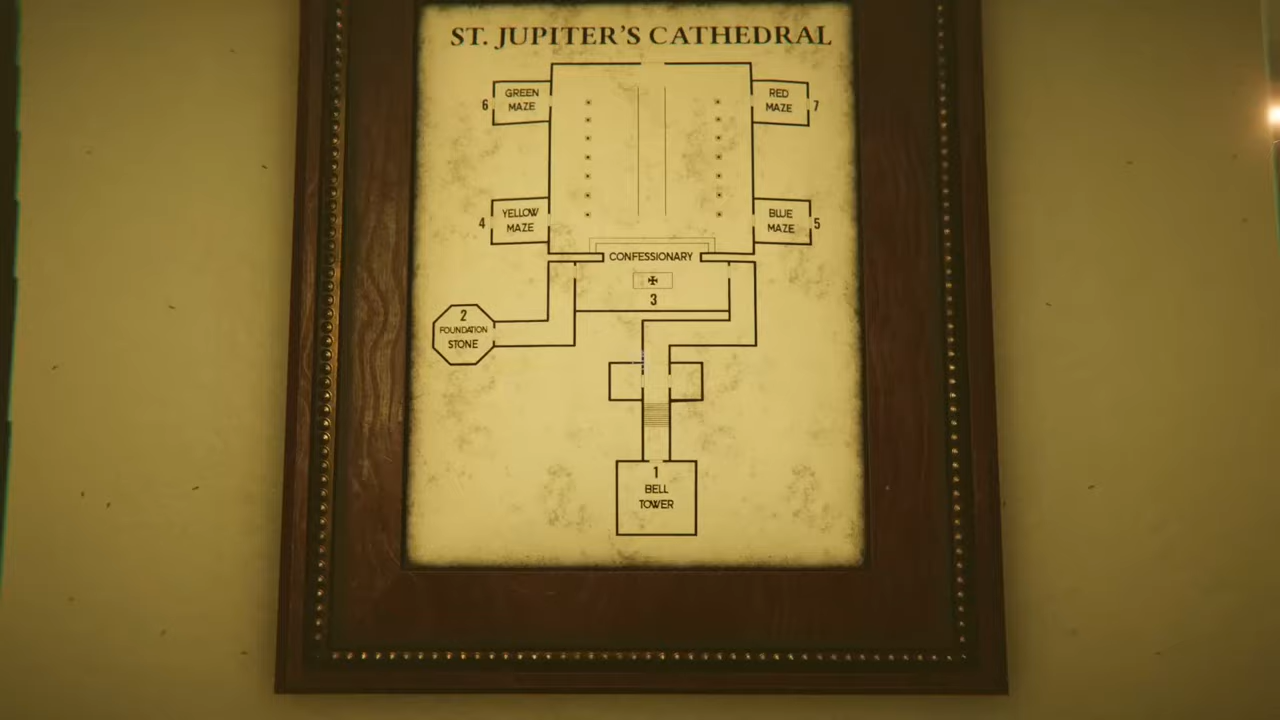 ST. JUPITER'S CATHEDRAL
GREEN
MAZE
6
RED
MAZE
7
YELLOW
MAZE
4
BLUE
MAZE
5
CONFESSIONARY
3
2
FOUNDATION
STONE
1
BELL
TOWER